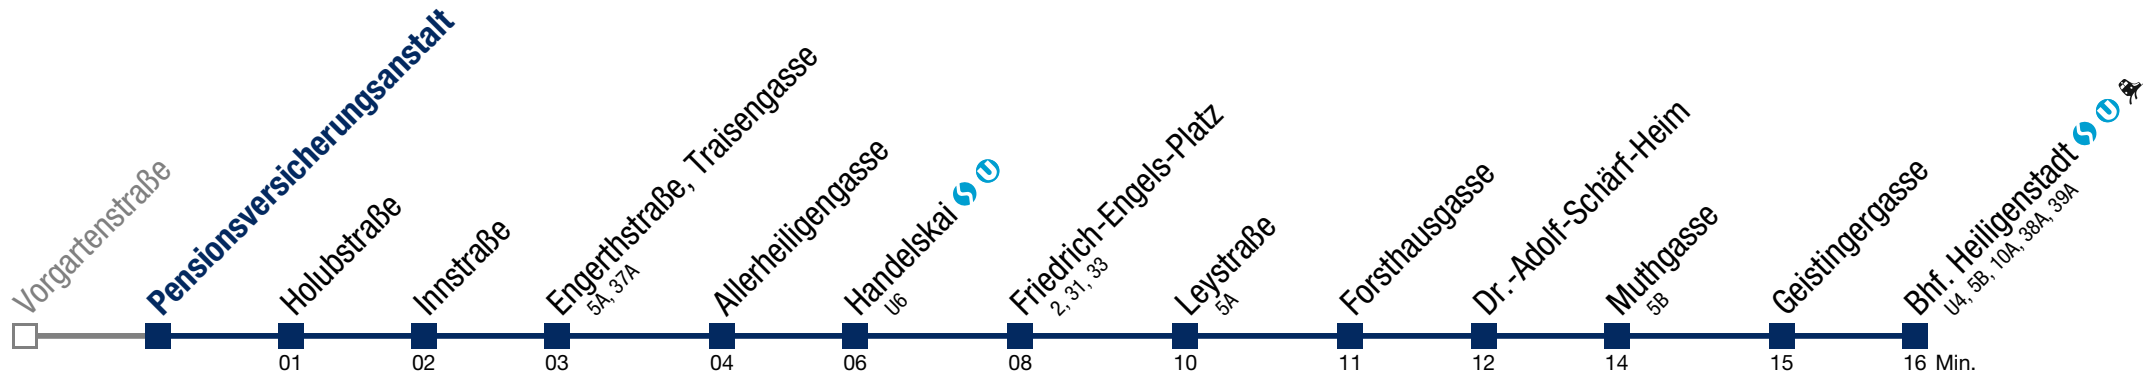 Vorgartenstraße
Pensionsversicherungsanstalt
Holubstraße
01
Innstraße
02
Engerthstraße, Traisengasse
5A, 37A
03
Allerheiligengasse
04
Handelskai
U6
06
Friedrich-Engels-Platz
2, 31, 33
08
Leystraße
5A
10
Forsthausgasse
11
Dr.-Adolf-Schärf-Heim
12
Muthgasse
5B
14
Geistingergasse
15
Bhf. Heiligenstadt
U4, 5B, 10A, 38A, 39A
16 Min.